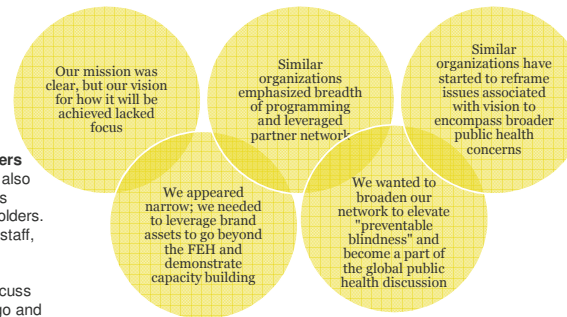 Our mission was
clear, but our vision
for how it will be
achieved lacked
focus
Similar
organizations
emphasized breadth
of programming
and leveraged
partner network
Similar
organizations have
started to reframe
issues associated
with vision to
encompass broader
public health
concerns
We appeared
narrow; we needed
to leverage brand
assets to go beyond
the FEH and
demonstrate
capacity building
We wanted to
broaden our
network to elevate
"preventable
blindness" and
become a part of
the global public
health discussion
ers
also
s
olders.
staff,
cuss
go and